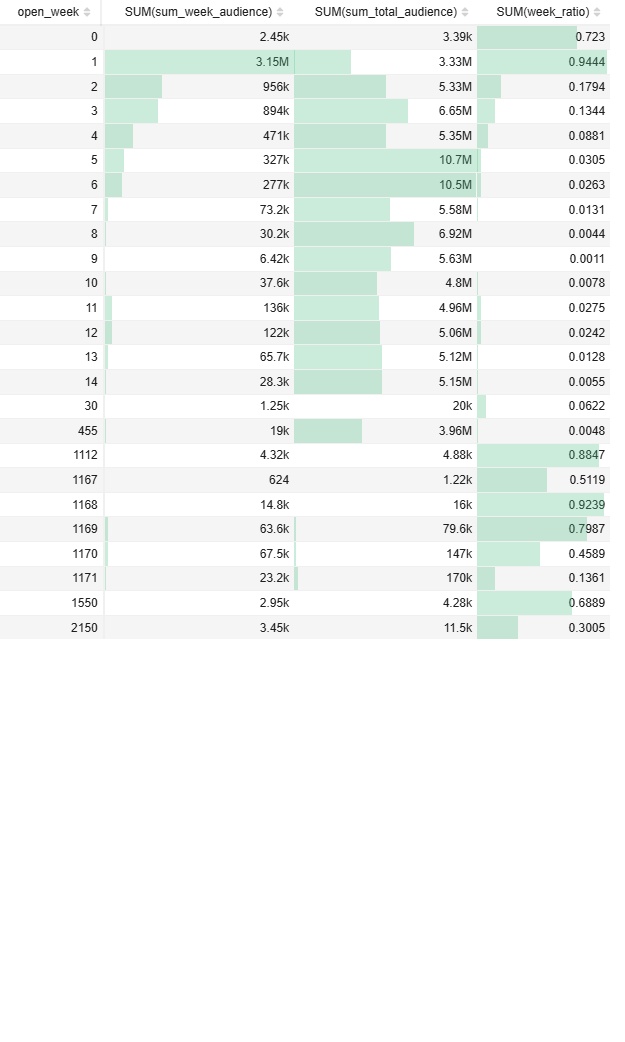 open_week SUM(sum_week_audience) SUM(sum_total_audience) SUM(week_ratio)
0 2.45k 3.39k 0.723
1 3.15M 3.33M 0.9444
2 956k 5.33M 0.1794
3 894k 6.65M 0.1344
4 471k 5.35M 0.0881
5 327k 10.7M 0.0305
6 277k 10.5M 0.0263
7 73.2k 5.58M 0.0131
8 30.2k 6.92M 0.0044
9 6.42k 5.63M 0.0011
10 37.6k 4.8M 0.0078
11 136k 4.96M 0.0275
12 122k 5.06M 0.0242
13 65.7k 5.12M 0.0128
14 28.3k 5.15M 0.0055
30 1.25k 20k 0.0622
455 19k 3.96M 0.0048
1112 4.32k 4.88k 0.8847
1167 624 1.22k 0.5119
1168 14.8k 16k 0.9239
1169 63.6k 79.6k 0.7987
1170 67.5k 147k 0.4589
1171 23.2k 170k 0.1361
1550 2.95k 4.28k 0.6889
2150 3.45k 11.5k 0.3005